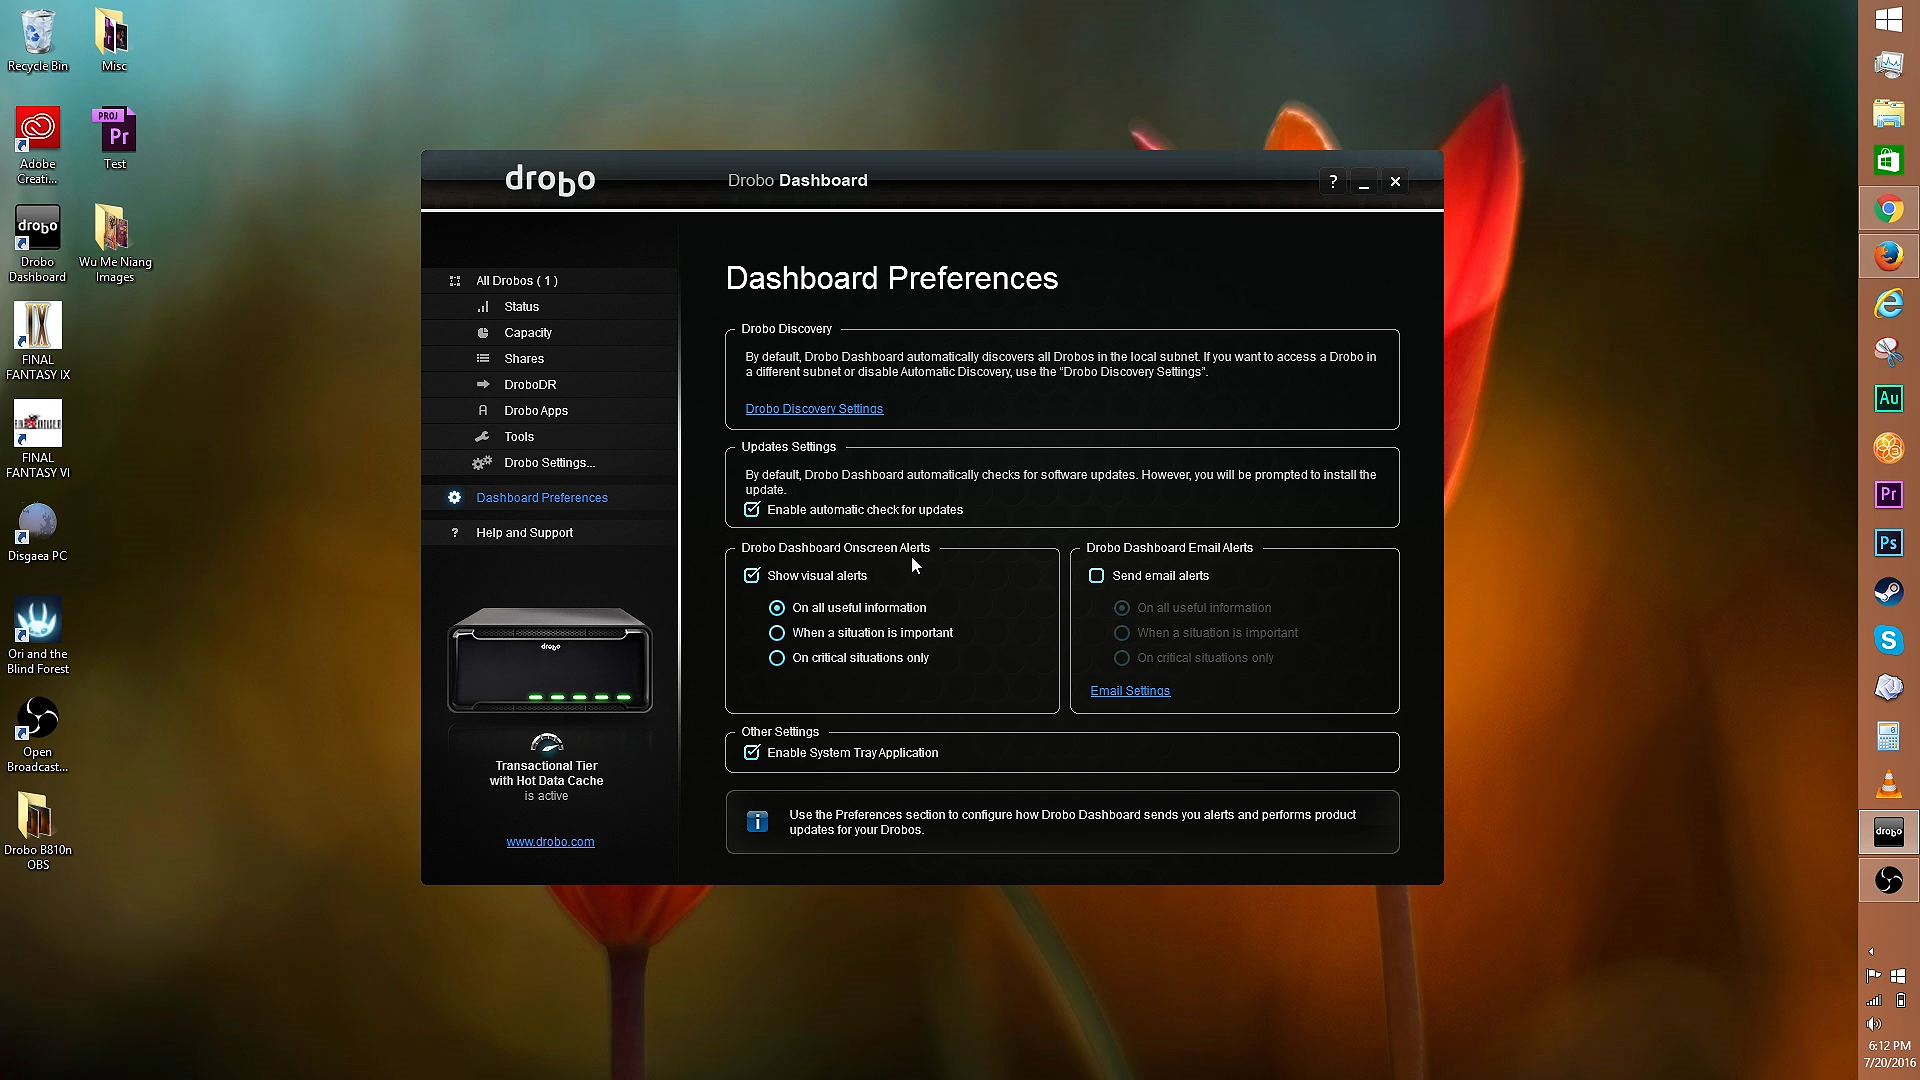 Recycle Bin
Misc
Adobe
Creati...
PROJ
Pr
Test
drobo
Drobo
Dashboard
Wu Me Niang
Images
IX
FINAL
FANTASY IX
FINAL
FANTASY VI
Disgaea PC
Ori and the
Blind Forest
Open
Broadcast...
Drobo B810n
OBS
drobo
Drobo Dashboard
?
All Drobos ( 1 )
Status
Capacity
Shares
DroboDR
Drobo Apps
Tools
Drobo Settings...
Dashboard Preferences
? Help and Support
drobo
Transactional Tier
with Hot Data Cache
is active
www.drobo.com
Dashboard Preferences
Drobo Discovery
By default, Drobo Dashboard automatically discovers all Drobos in the local subnet. If you want to access a Drobo in
a different subnet or disable Automatic Discovery, use the “Drobo Discovery Settings”.
Drobo Discovery Settings
Updates Settings
By default, Drobo Dashboard automatically checks for software updates. However, you will be prompted to install the
update.
Enable automatic check for updates
Drobo Dashboard Onscreen Alerts
Show visual alerts
On all useful information
When a situation is important
On critical situations only
Drobo Dashboard Email Alerts
Send email alerts
On all useful information
When a situation is important
On critical situations only
Email Settings
Other Settings
Enable System Tray Application
i
Use the Preferences section to configure how Drobo Dashboard sends you alerts and performs product
updates for your Drobos.
Au
3
Pr
Ps
S
drobo
6:12 PM
7/20/2016